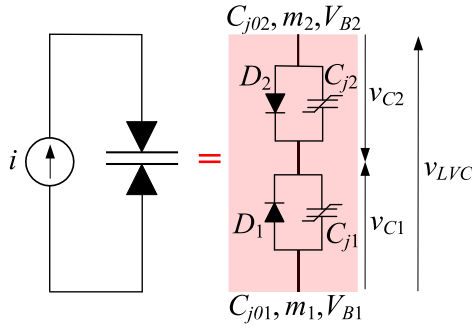 C_{j02}, m_2, V_{B2}
D_2
C_{j2}
v_{C2}
i
=
v_{LVC}
D_1
C_{j1}
v_{C1}
C_{j01}, m_1, V_{B1}